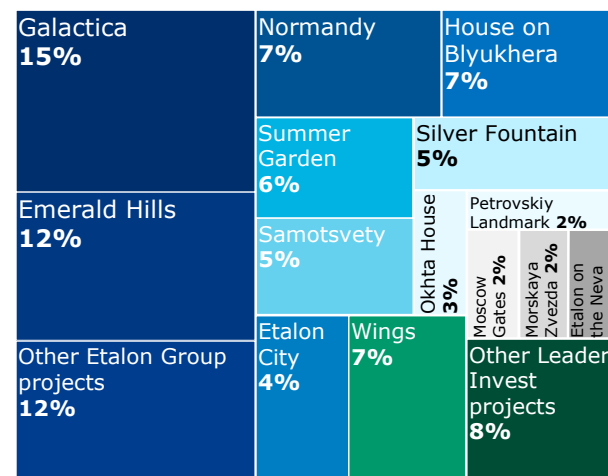 Galactica
15%
Normandy
7%
House on
Blyukhera
7%
Summer
Garden
6%
Silver Fountain
5%
Emerald Hills
12%
Samotsvety
5%
Okhta House
3%
Petrovskiy
Landmark 2%
Moscow
Gates 2%
Morskaya
Zvezda 2%
Etalon on
the Neva
Other Etalon Group
projects
12%
Etalon
City
4%
Wings
7%
Other Leader
Invest
projects
8%